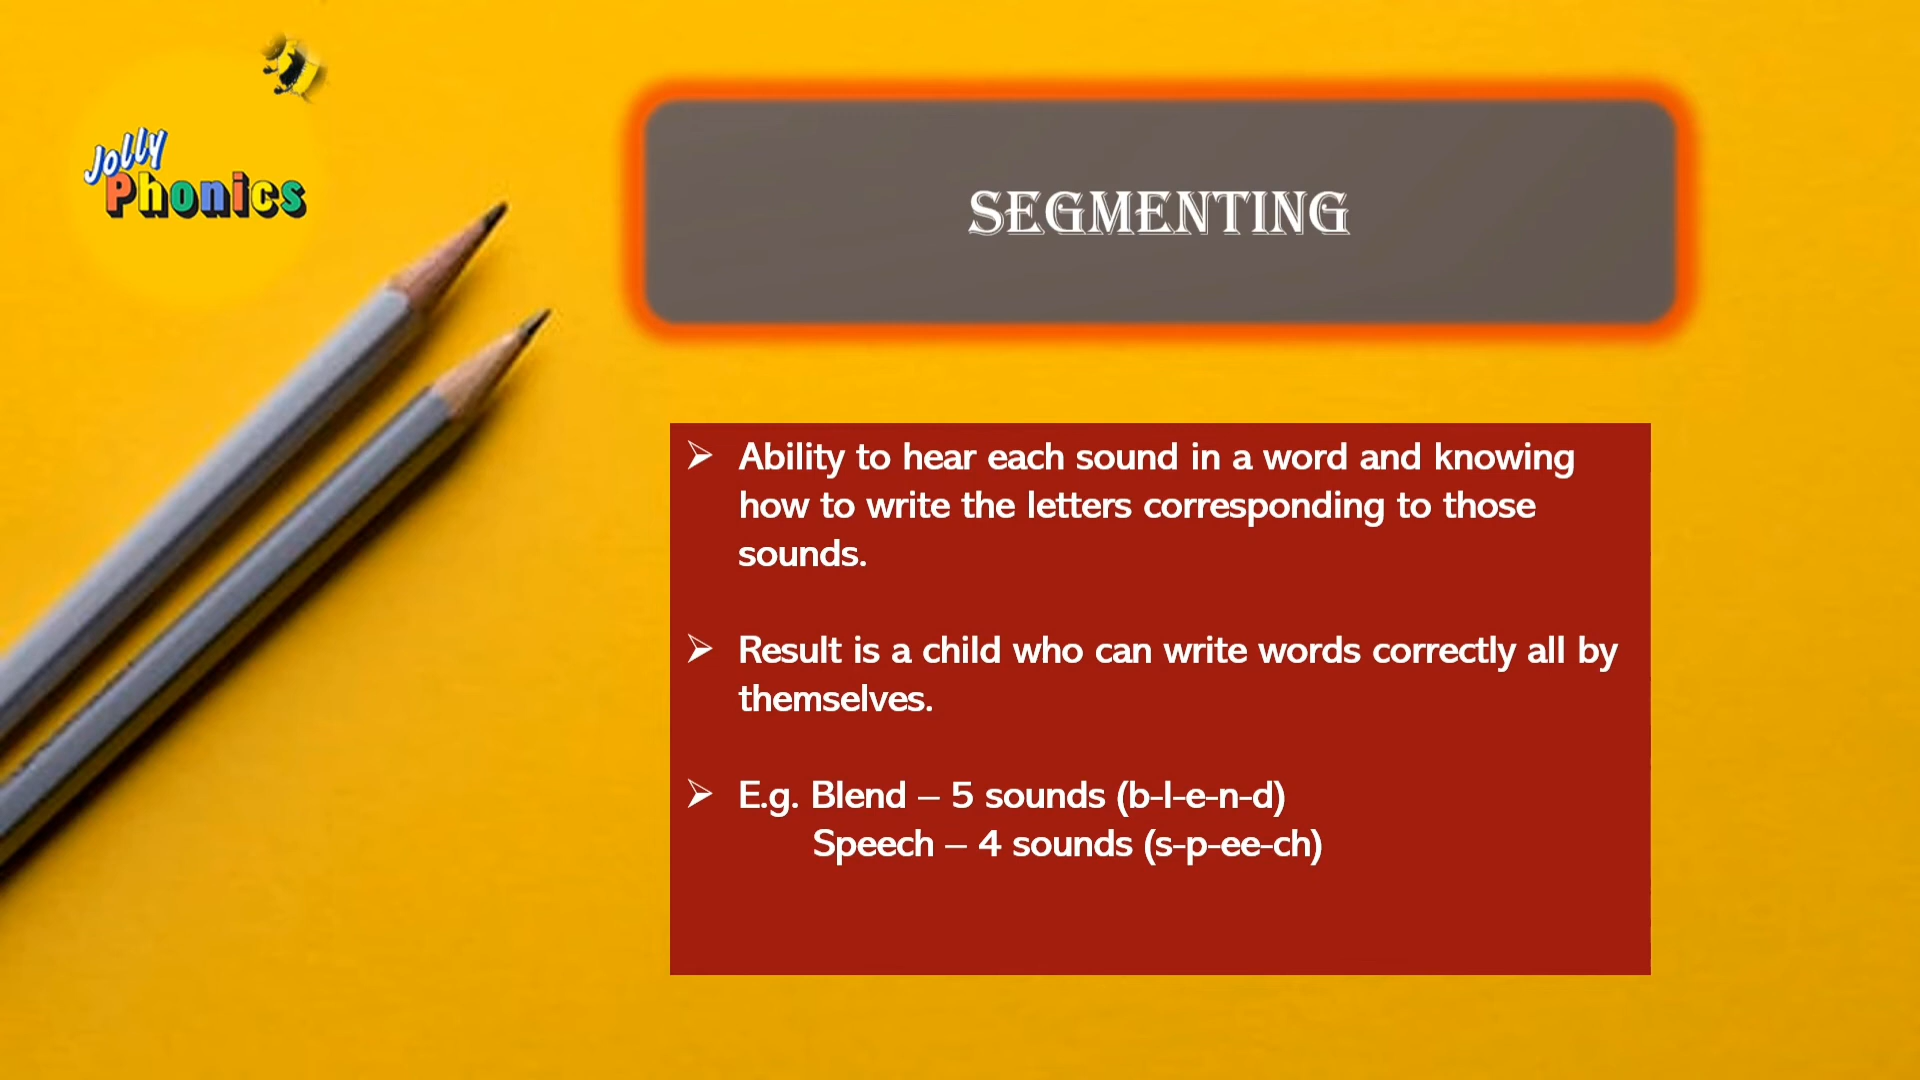 Jolly
Phonics
SEGMENTING
➢ Ability to hear each sound in a word and knowing
how to write the letters corresponding to those
sounds.
➢ Result is a child who can write words correctly all by
themselves.
➢ E.g. Blend – 5 sounds (b-l-e-n-d)
Speech – 4 sounds (s-p-ee-ch)